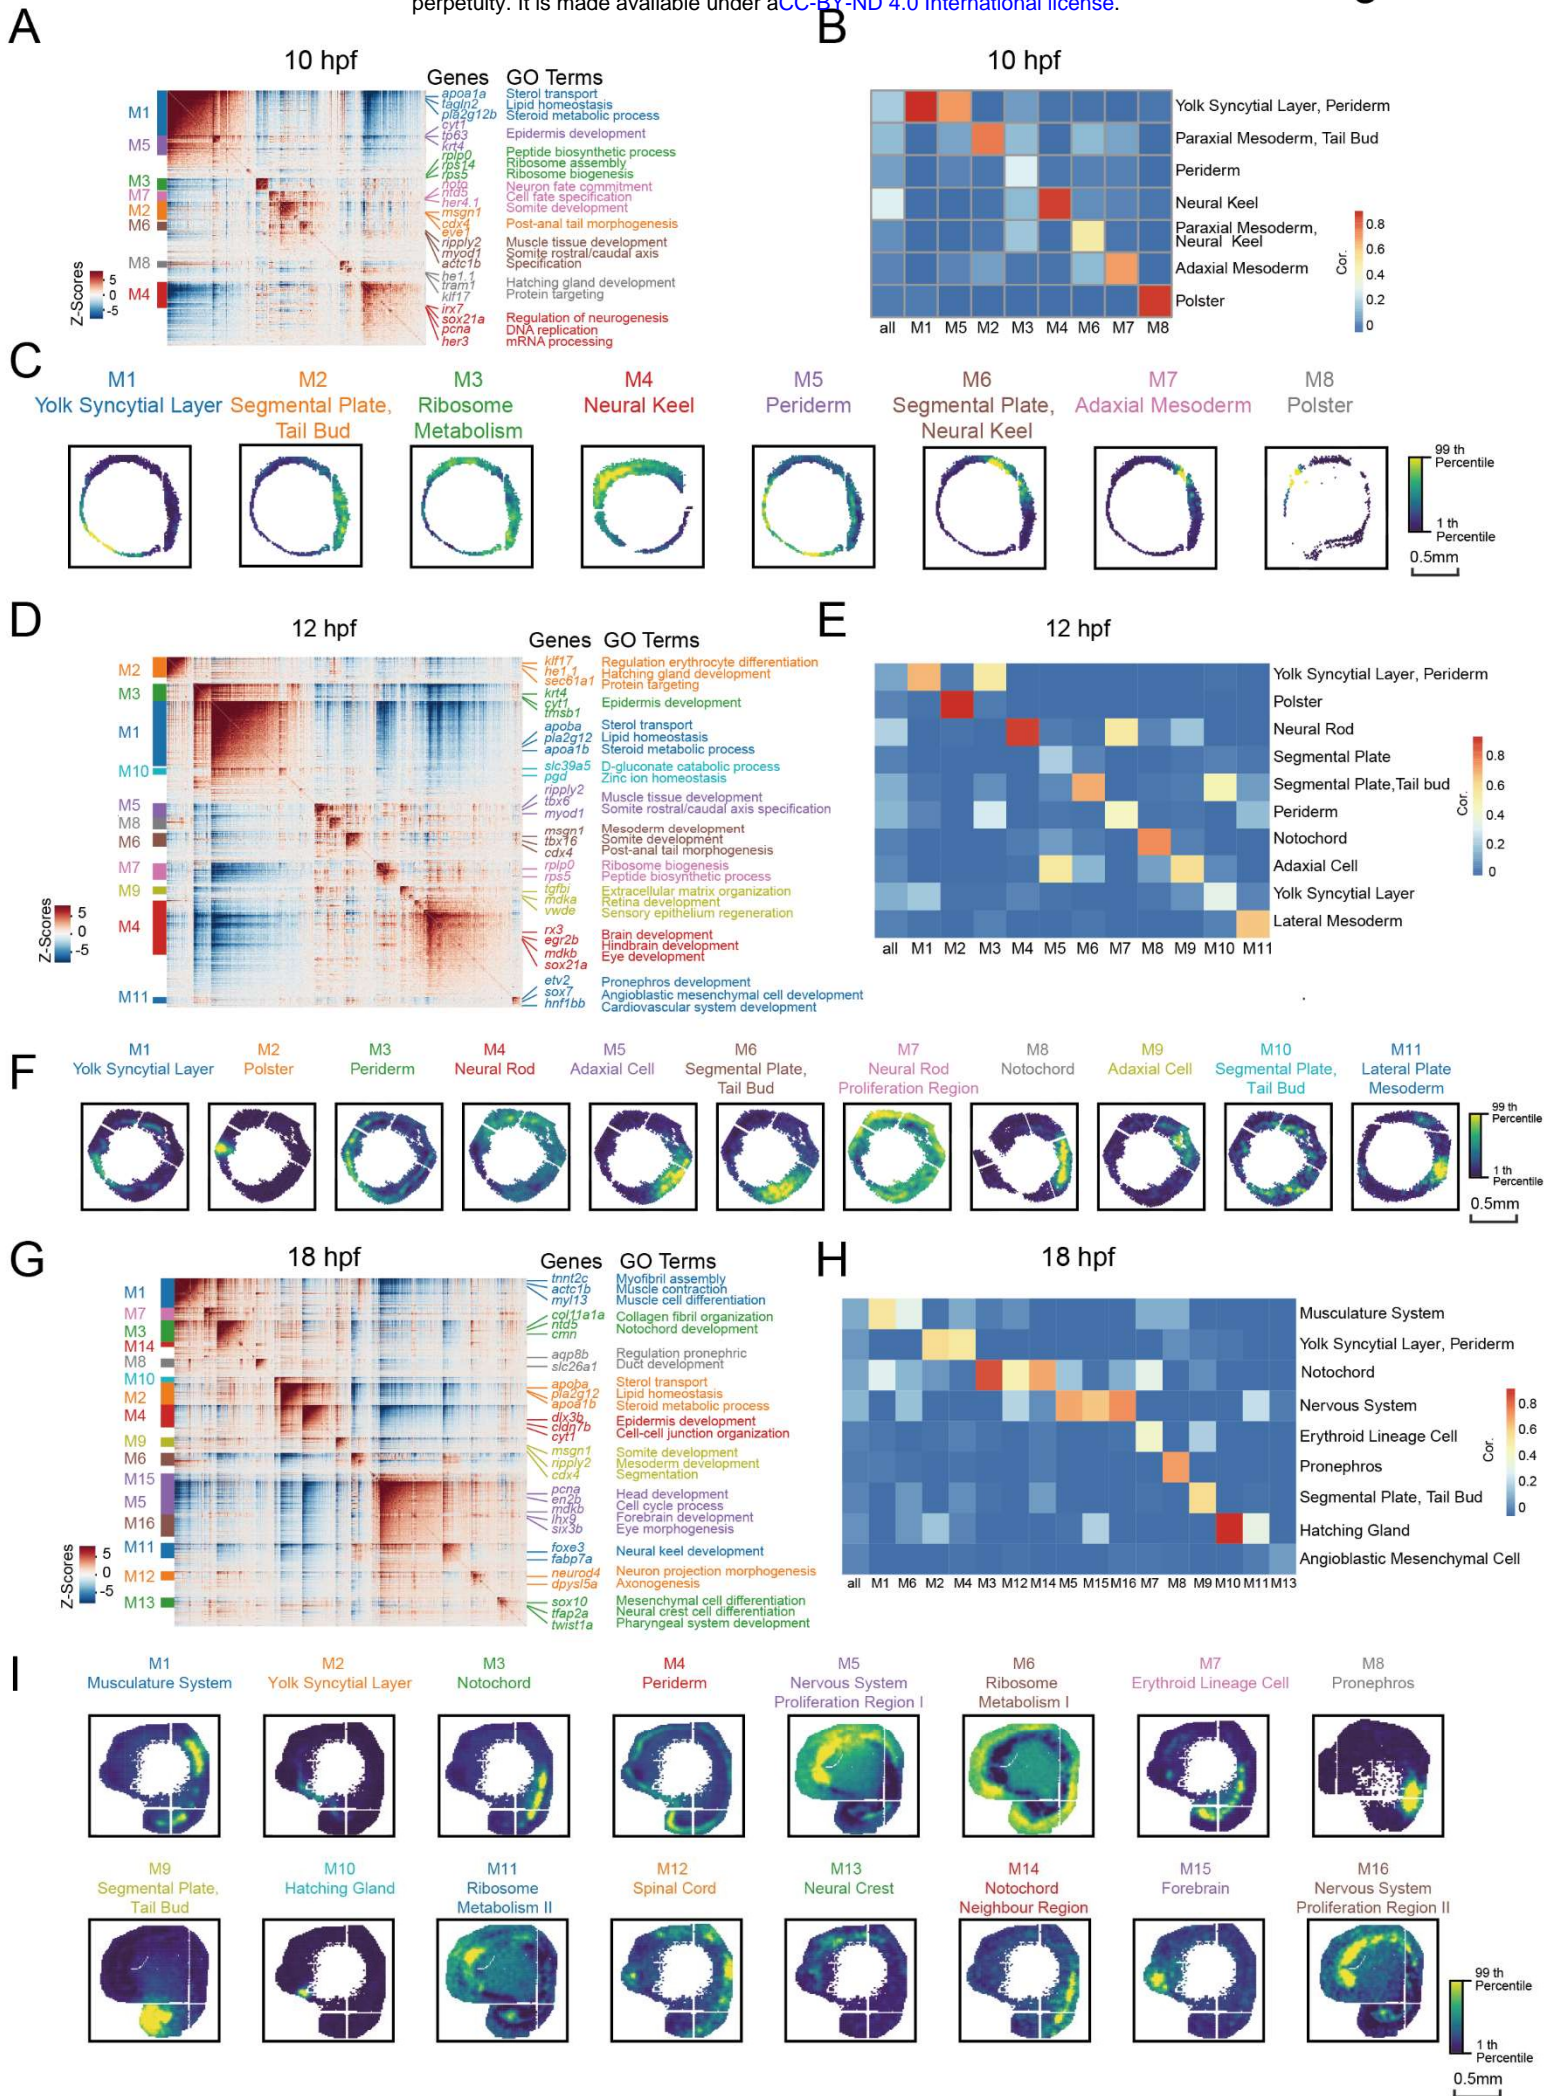 perpetuity. It is made available under aCC-BY-ND 4.0 International license.
A
10 hpf
Genes GO Terms
M1
M5
M3
M7
M2
M6
M8
M4
Z-Scores
5
0
-5
apoa1a
tagln2
pla2g12b
cyt1
tp63
krt4
rplp0
rps14
rps5
her4.1
msgn1
cdx4
eve1
ripply2
myod1
actc1b
he1.1
tram1
klf17
irx7
sox21a
pcna
her3
Sterol transport
Lipid homeostasis
Steroid metabolic process
Epidermis development
Peptide biosynthetic process
Ribosome assembly
Ribosome biogenesis
Neuron fate commitment
Cell fate specification
Somite development
Post-anal tail morphogenesis
Muscle tissue development
Somite rostral/caudal axis
Specification
Hatching gland development
Protein targeting
Regulation of neurogenesis
DNA replication
mRNA processing
B
10 hpf
Yolk Syncytial Layer, Periderm
Paraxial Mesoderm, Tail Bud
Periderm
Neural Keel
Paraxial Mesoderm,
Neural Keel
Adaxial Mesoderm
Polster
all M1 M5 M2 M3 M4 M6 M7 M8
Cor.
0.8
0.6
0.4
0.2
0
C
M1
Yolk Syncytial Layer
M2
Segmental Plate,
Tail Bud
M3
Ribosome
Metabolism
M4
Neural Keel
M5
Periderm
M6
Segmental Plate,
Neural Keel
M7
Adaxial Mesoderm
M8
Polster
99 th
Percentile
1 th
Percentile
0.5mm
D
12 hpf
Genes GO Terms
M2
M3
M1
M10
M5
M8
M6
M7
M9
M4
M11
Z-Scores
5
0
-5
klf17
he1.1
sec61a1
krt4
cyt1
tmsb1
apoba
pla2g12
apoa1b
slc39a5
pgd
ripply2
tbx6
myod1
msgn1
tbx16
cdx4
rplp0
rps5
tgfbi
mdka
vwde
rx3
egr2b
mdkb
sox21a
etv2
sox7
hnf1bb
Regulation erythrocyte differentiation
Hatching gland development
Protein targeting
Epidermis development
Sterol transport
Lipid homeostasis
Steroid metabolic process
D-gluconate catabolic process
Zinc ion homeostasis
Muscle tissue development
Somite rostral/caudal axis specification
Mesoderm development
Somite development
Post-anal tail morphogenesis
Ribosome biogenesis
Peptide biosynthetic process
Extracellular matrix organization
Retina development
Sensory epithelium regeneration
Brain development
Hindbrain development
Eye development
Pronephros development
Angioblastic mesenchymal cell development
Cardiovascular system development
E
12 hpf
Yolk Syncytial Layer, Periderm
Polster
Neural Rod
Segmental Plate
Segmental Plate,Tail bud
Periderm
Notochord
Adaxial Cell
Yolk Syncytial Layer
Lateral Mesoderm
all M1 M2 M3 M4 M5 M6 M7 M8 M9 M10 M11
Cor.
0.8
0.6
0.4
0.2
0
F
M1
Yolk Syncytial Layer
M2
Polster
M3
Periderm
M4
Neural Rod
M5
Adaxial Cell
M6
Segmental Plate,
Tail Bud
M7
Neural Rod
Proliferation Region
M8
Notochord
M9
Adaxial Cell
M10
Segmental Plate,
Tail Bud
M11
Lateral Plate
Mesoderm
99 th
Percentile
1 th
Percentile
0.5mm
G
18 hpf
Genes GO Terms
M1
M7
M3
M14
M8
M10
M2
M4
M9
M6
M15
M5
M16
M11
M12
M13
Z-Scores
5
0
-5
tnnt2c
actc1b
myl13
col11a1a
ntd5
cmn
aqp8b
slc26a1
apoba
pla2g12
apoa1b
dlx3b
cldn7b
cyt1
msgn1
ripply2
cdx4
pcna
en2b
mdkb
lhx9
six3b
foxe3
fabp7a
neurod4
dpysl5a
sox10
tfap2a
twist1a
Myofibril assembly
Muscle contraction
Muscle cell differentiation
Collagen fibril organization
Notochord development
Regulation pronephric
Duct development
Sterol transport
Lipid homeostasis
Steroid metabolic process
Epidermis development
Cell-cell junction organization
Somite development
Mesoderm development
Segmentation
Head development
Cell cycle process
Forebrain development
Eye morphogenesis
Neural keel development
Neuron projection morphogenesis
Axonogenesis
Mesenchymal cell differentiation
Neural crest cell differentiation
Pharyngeal system development
H
18 hpf
Musculature System
Yolk Syncytial Layer, Periderm
Notochord
Nervous System
Erythroid Lineage Cell
Pronephros
Segmental Plate, Tail Bud
Hatching Gland
Angioblastic Mesenchymal Cell
all M1 M6 M2 M4 M3 M12 M14 M5 M15 M16 M7 M8 M9 M10 M11 M13
Cor.
0.8
0.6
0.4
0.2
0
I
M1
Musculature System
M2
Yolk Syncytial Layer
M3
Notochord
M4
Periderm
M5
Nervous System
Proliferation Region I
M6
Ribosome
Metabolism I
M7
Erythroid Lineage Cell
M8
Pronephros
M9
Segmental Plate,
Tail Bud
M10
Hatching Gland
M11
Ribosome
Metabolism II
M12
Spinal Cord
M13
Neural Crest
M14
Notochord
Neighbour Region
M15
Forebrain
M16
Nervous System
Proliferation Region II
99 th
Percentile
1 th
Percentile
0.5mm